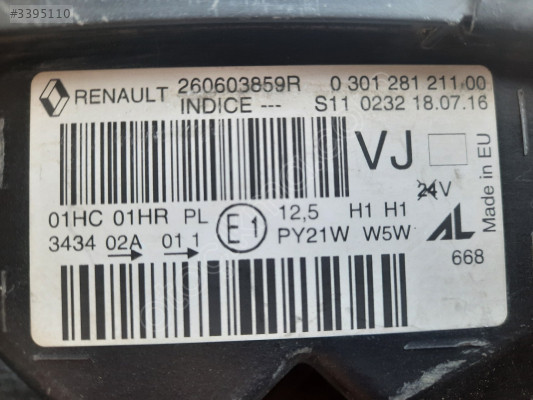 #3395110
RENAULT 260603859R 0 301 281 211 00
INDICE --- S11 0232 18.07.16
VJ
Made in EU
24V
01HC 01HR PL E1 12,5 H1 H1
3434 02A 01 1 PY21W W5W AL
668